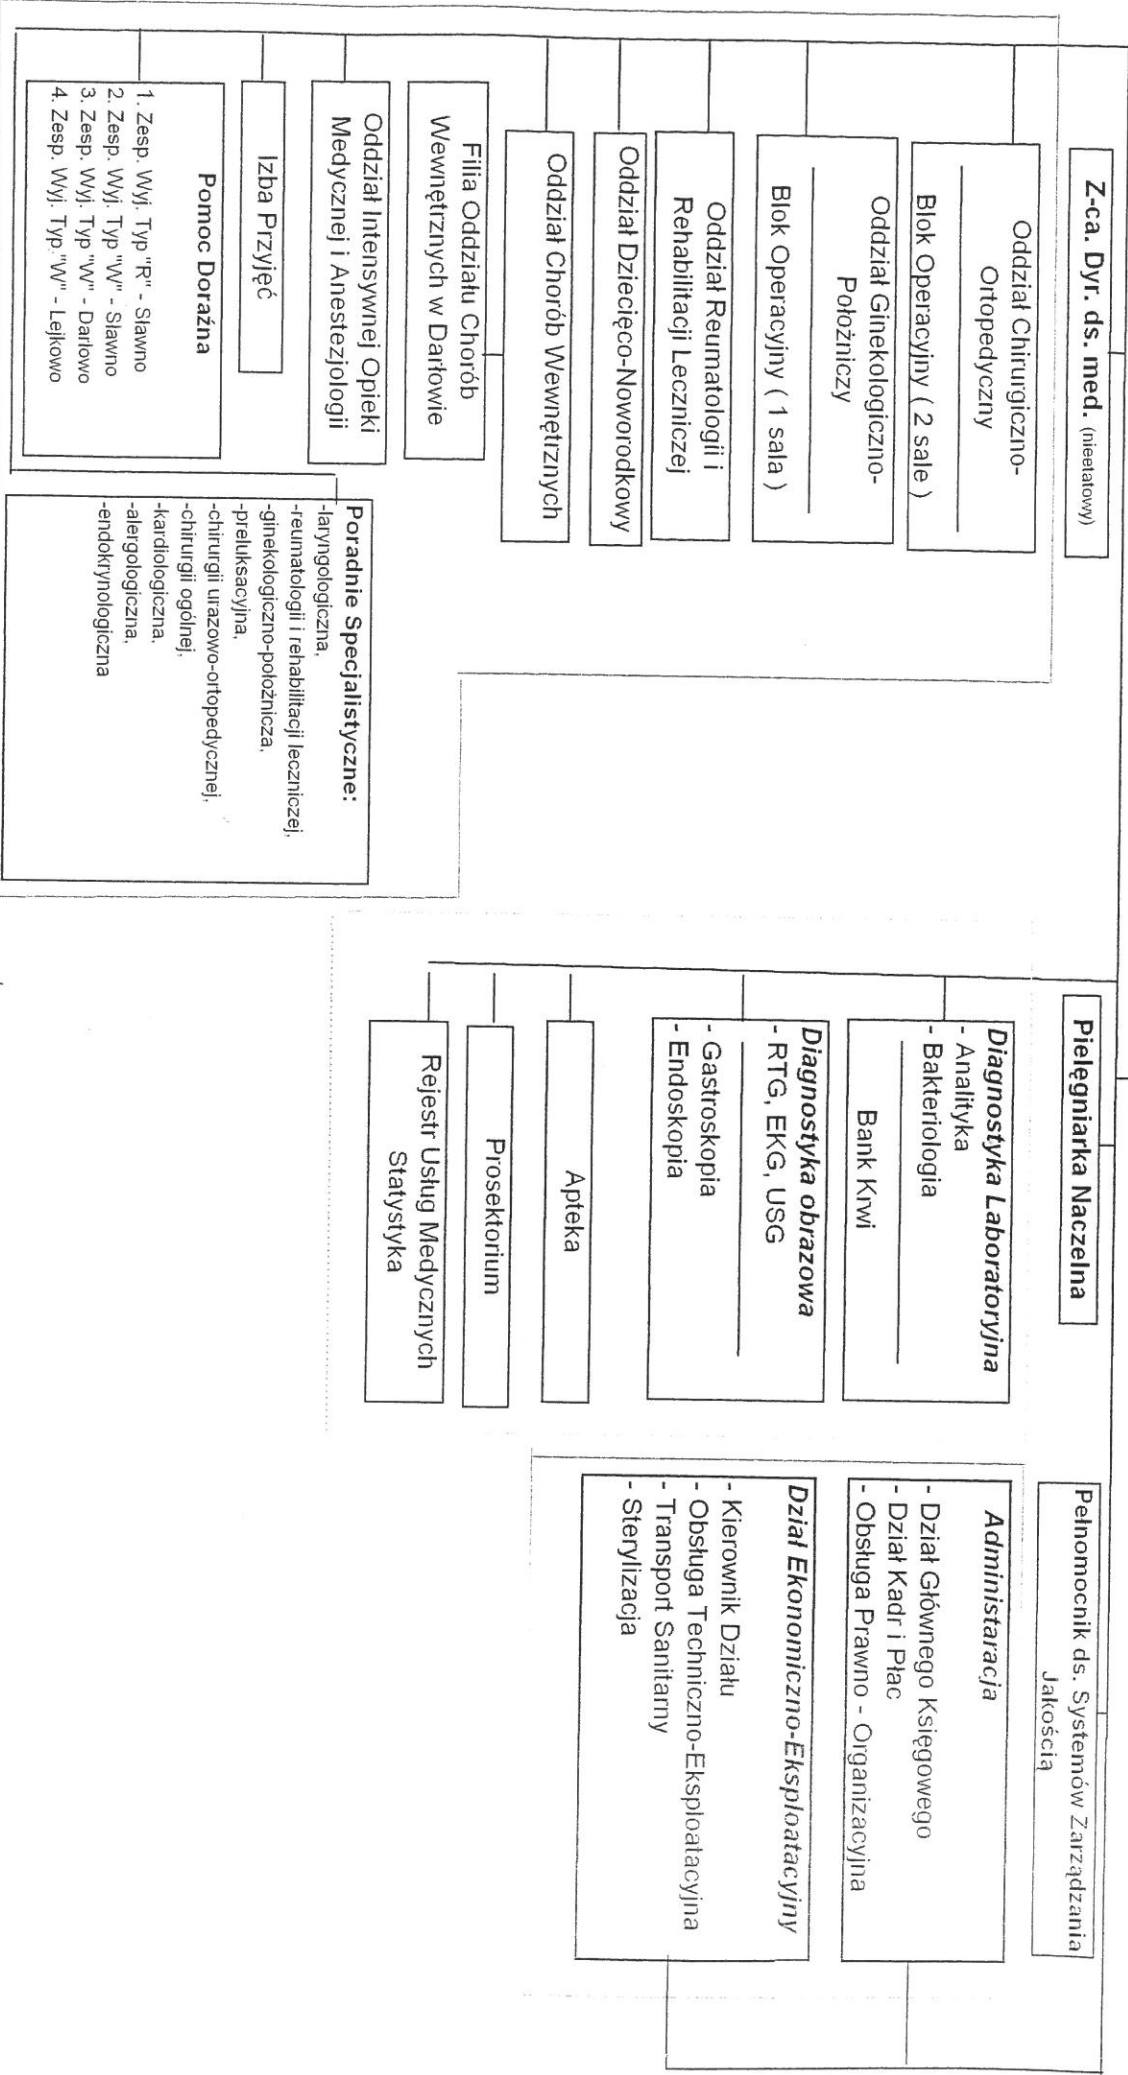 Z-ca. Dyr. ds. med. (nieetatowy)
Oddział Chirurgiczno-
Ortopedyczny
Blok Operacyjny ( 2 sale )
Oddział Ginekologiczno-
Położniczy
Blok Operacyjny ( 1 sala )
Oddział Reumatologii i
Rehabilitacji Leczniczej
Oddział Dziecięco-Noworodkowy
Oddział Chorób Wewnętrznych
Filia Oddziału Chorób
Wewnętrznych w Darłowie
Oddział Intensywnej Opieki
Medycznej i Anestezjologii
Izba Przyjęć
Pomoc Doraźna
1. Zesp. Wyj. Typ "R" - Sławno
2. Zesp. Wyj. Typ "W" - Sławno
3. Zesp. Wyj. Typ "W" - Darłowo
4. Zesp. Wyj. Typ."W" - Lejkowo
Poradnie Specjalistyczne:
-laryngologiczna,
-reumatologii i rehabilitacji leczniczej,
-ginekologiczno-położnicza,
-preluksacyjna,
-chirurgii urazowo-ortopedycznej,
-chirurgii ogólnej,
-kardiologiczna,
-alergologiczna,
-endokrynologiczna
Pielęgniarka Naczelna
Diagnostyka Laboratoryjna
- Analityka
- Bakteriologia
Bank Krwi
Diagnostyka obrazowa
- RTG, EKG, USG
- Gastroskopia
- Endoskopia
Apteka
Prosektorium
Rejestr Usług Medycznych
Statystyka
Pełnomocnik ds. Systemów Zarządzania
Jakością
Administaracja
- Dział Głównego Księgowego
- Dział Kadr i Płac
- Obsługa Prawno - Organizacyjna
Dział Ekonomiczno-Eksploatacyjny
- Kierownik Działu
- Obsługa Techniczno-Eksploatacyjna
- Transport Sanitarny
- Sterylizacja